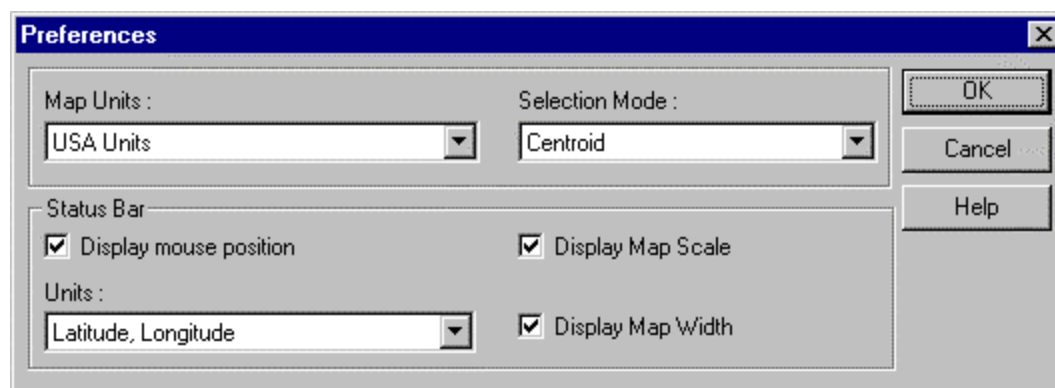 Preferences
Map Units :
USA Units
Selection Mode :
Centroid
OK
Cancel
Help
Status Bar
Display mouse position
Display Map Scale
Units :
Latitude, Longitude
Display Map Width